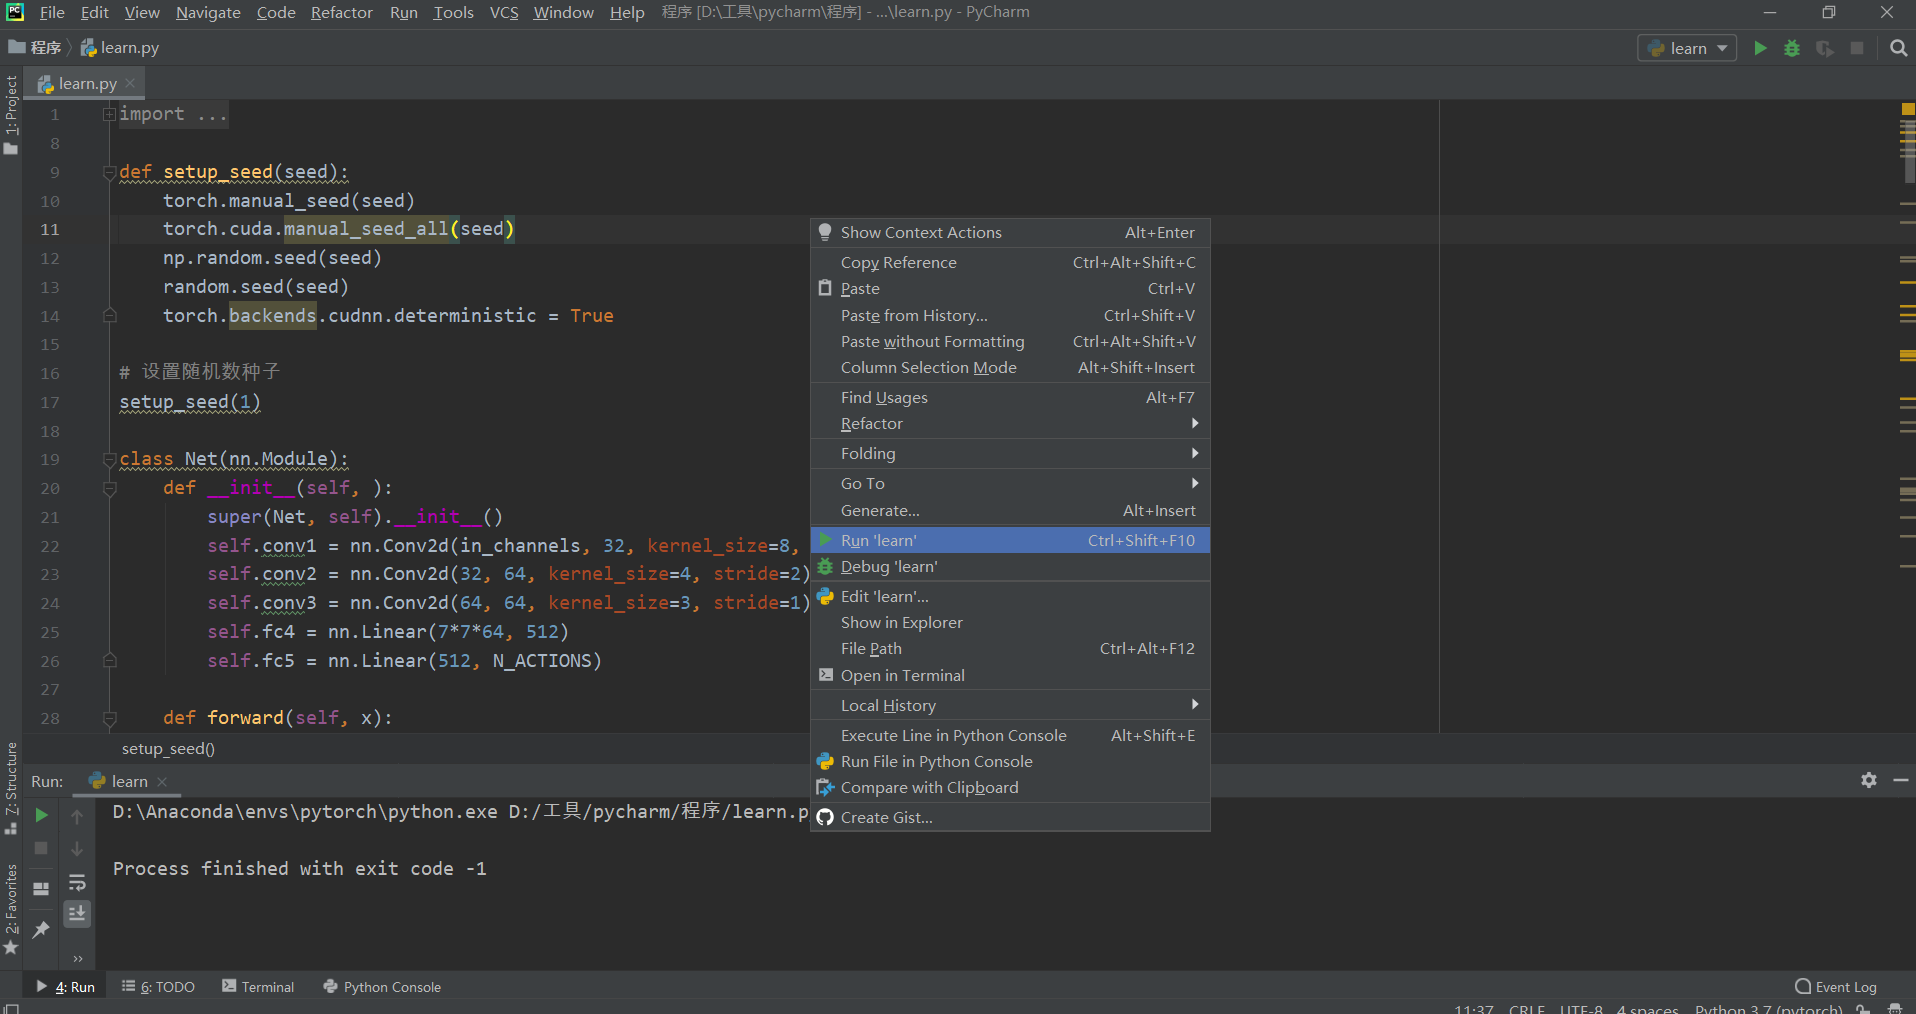 File Edit View Navigate Code Refactor Run Tools VCS Window Help 程序 [D:\工具\pycharm\程序] - ...\learn.py - PyCharm
程序 learn.py
learn
learn.py
1: Project
1 import ...
8
9 def setup_seed(seed):
10 torch.manual_seed(seed)
11 torch.cuda.manual_seed_all(seed)
12 np.random.seed(seed)
13 random.seed(seed)
14 torch.backends.cudnn.deterministic = True
15
16 # 设置随机数种子
17 setup_seed(1)
18
19 class Net(nn.Module):
20 def __init__(self, ):
21 super(Net, self).__init__()
22 self.conv1 = nn.Conv2d(in_channels, 32, kernel_size=8,
23 self.conv2 = nn.Conv2d(32, 64, kernel_size=4, stride=2)
24 self.conv3 = nn.Conv2d(64, 64, kernel_size=3, stride=1)
25 self.fc4 = nn.Linear(7*7*64, 512)
26 self.fc5 = nn.Linear(512, N_ACTIONS)
27
28 def forward(self, x):
setup_seed()
Show Context Actions Alt+Enter
Copy Reference Ctrl+Alt+Shift+C
Paste Ctrl+V
Paste from History... Ctrl+Shift+V
Paste without Formatting Ctrl+Alt+Shift+V
Column Selection Mode Alt+Shift+Insert
Find Usages Alt+F7
Refactor
Folding
Go To
Generate... Alt+Insert
Run 'learn' Ctrl+Shift+F10
Debug 'learn'
Edit 'learn'...
Show in Explorer
File Path Ctrl+Alt+F12
Open in Terminal
Local History
Execute Line in Python Console Alt+Shift+E
Run File in Python Console
Compare with Clipboard
Create Gist...
7: Structure
2: Favorites
Run: learn
D:\Anaconda\envs\pytorch\python.exe D:/工具/pycharm/程序/learn.p
Process finished with exit code -1
4: Run 6: TODO Terminal Python Console Event Log
11:37 CRLF UTF-8 4 spaces Python 3.7 (pytorch)